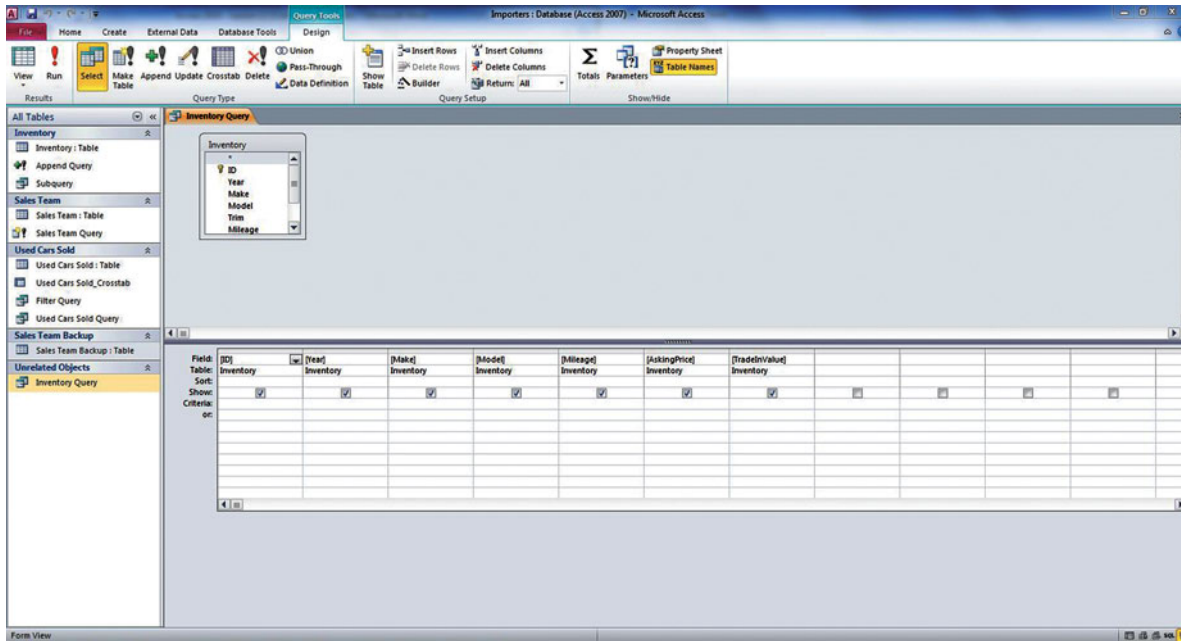 Query Tools
Importers : Database (Access 2007) - Microsoft Access
File Home Create External Data Database Tools Design
View Run Select Make Table Append Update Crosstab Delete
Union
Pass-Through
Data Definition
Show Table
Insert Rows
Delete Rows
Builder
Insert Columns
Delete Columns
Return: All
Totals Parameters
Property Sheet
Table Names
Results Query Type Query Setup Show/Hide
All Tables
Inventory
Inventory : Table
Append Query
Subquery
Sales Team
Sales Team : Table
Sales Team Query
Used Cars Sold
Used Cars Sold : Table
Used Cars Sold_Crosstab
Filter Query
Used Cars Sold Query
Sales Team Backup
Sales Team Backup : Table
Unrelated Objects
Inventory Query
Inventory Query
Inventory
*
ID
Year
Make
Model
Trim
Mileage
Field: [ID] [Year] [Make] [Model] [Mileage] [AskingPrice] [TradeInValue]
Table: Inventory Inventory Inventory Inventory Inventory Inventory Inventory
Sort:
Show:
Criteria:
or:
Form View
SQL